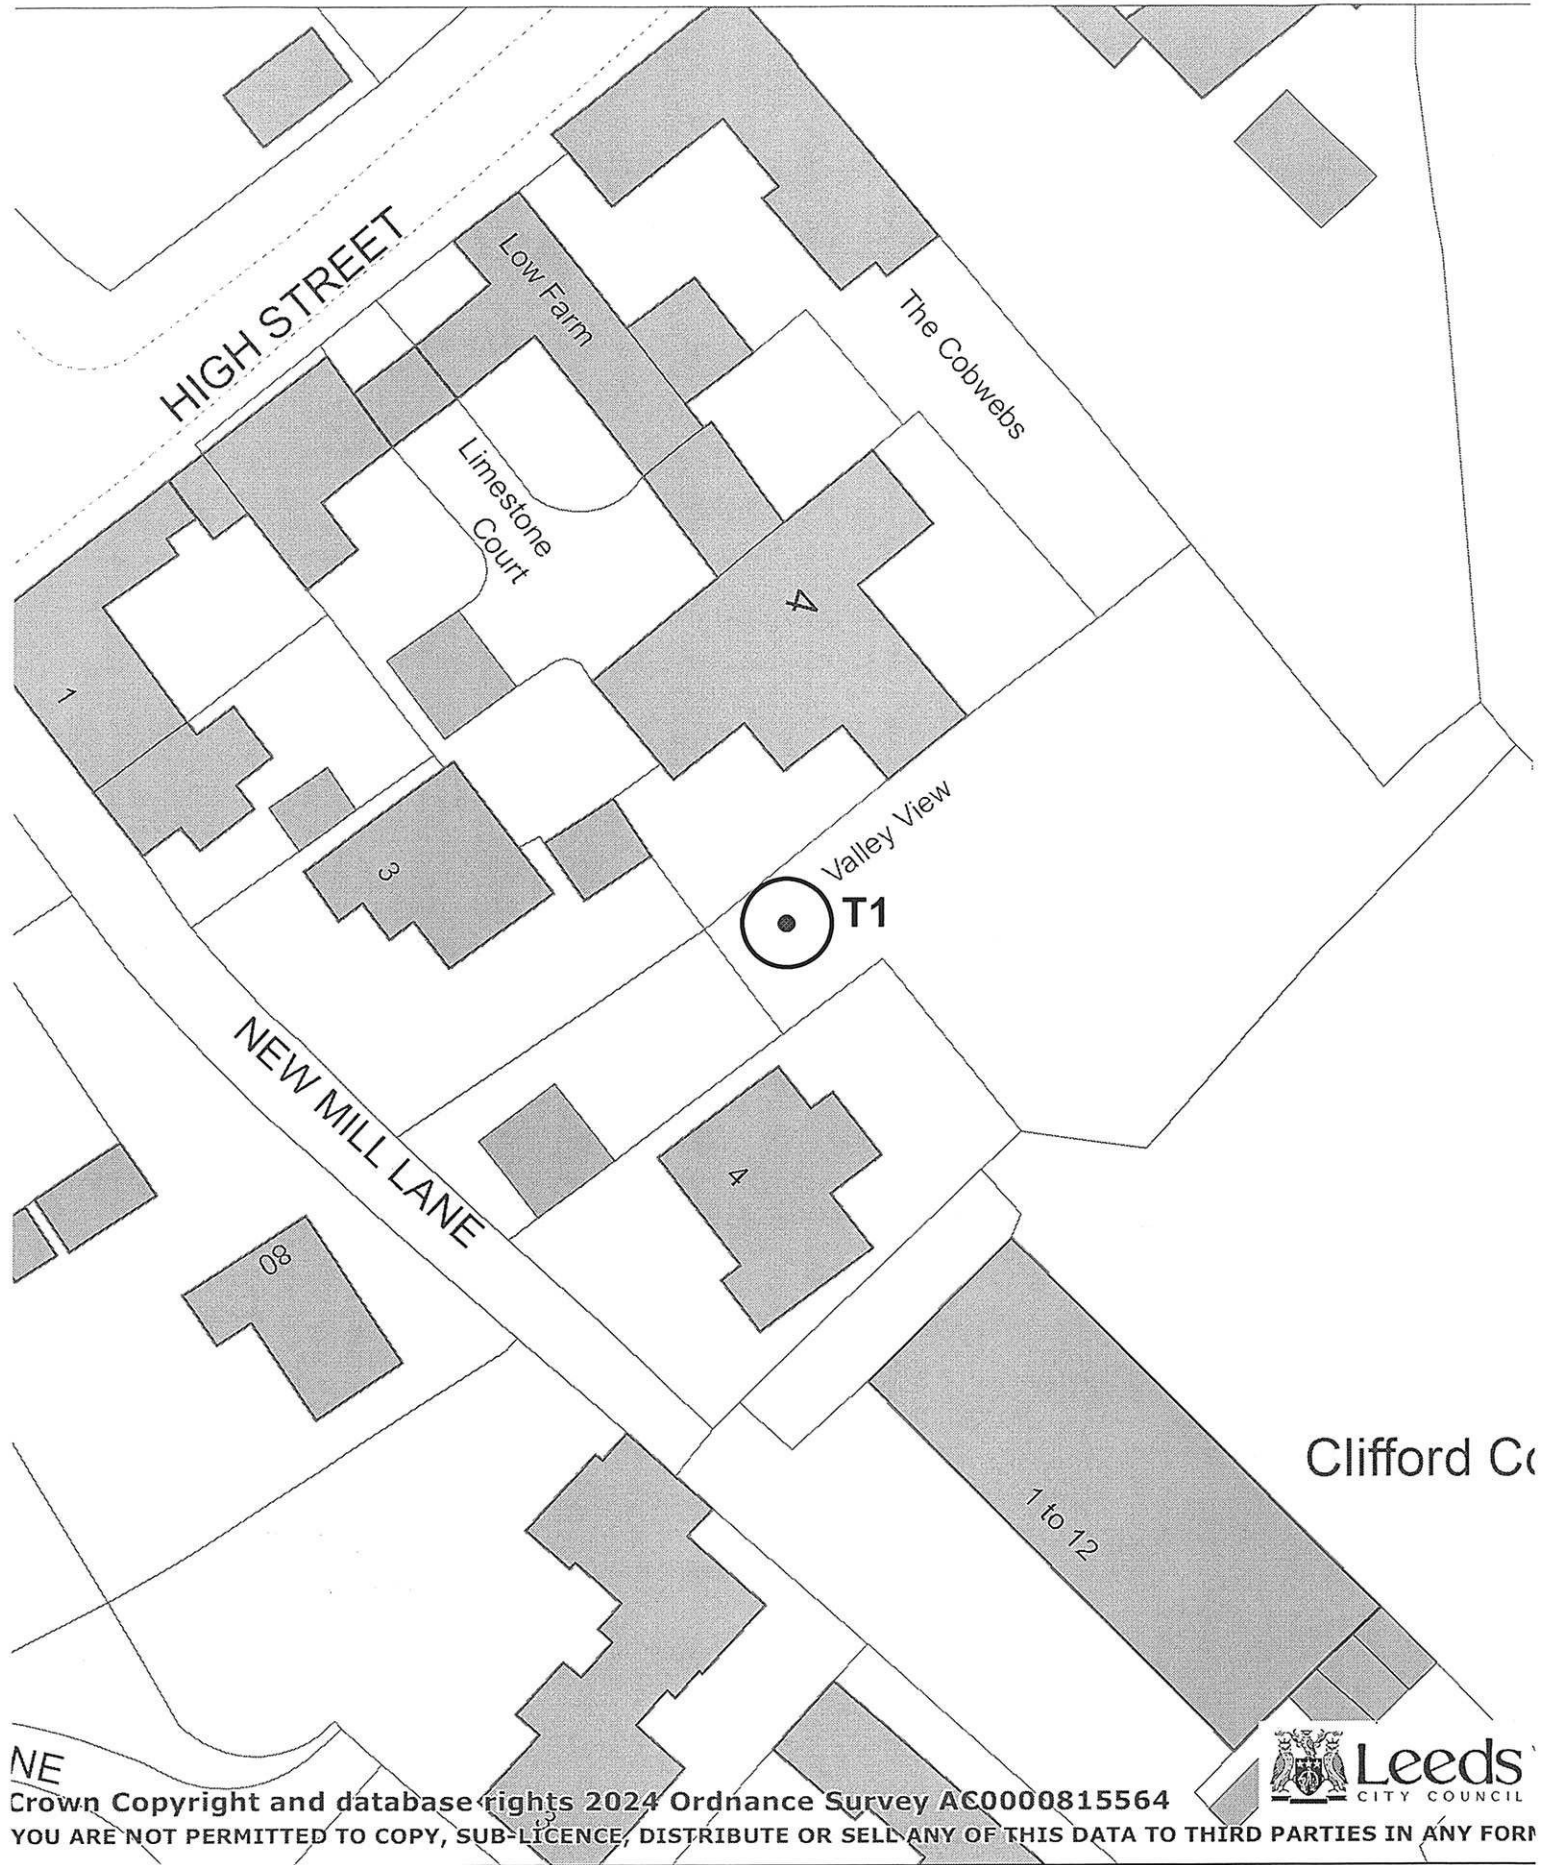 HIGH STREET
Low Farm
The Cobwebs
Limestone
Court
4
1
3
Valley View
T1
NEW MILL LANE
4
80
Clifford Co
1 to 12
NE
3
Leeds
CITY COUNCIL
Crown Copyright and database rights 2024 Ordnance Survey AC0000815564
YOU ARE NOT PERMITTED TO COPY, SUB-LICENCE, DISTRIBUTE OR SELL ANY OF THIS DATA TO THIRD PARTIES IN ANY FORM